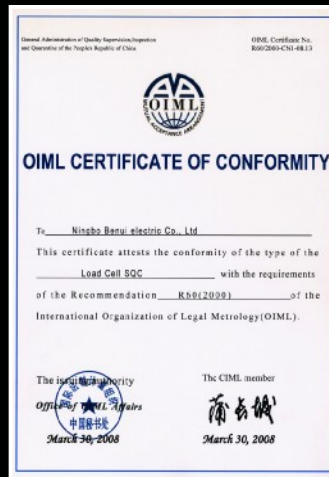 General Administration of Quality Supervision,Inspection
and Quarantine of the Peoples Republic of China
OIML Certificate No.
R60/2000-CN1-08.13
OIML
MUTUAL ACCEPTANCE ARRANGEMENT
OIML CERTIFICATE OF CONFORMITY
To Ningbo Benui electric Co., Ltd
This certificate attests the conformity of the type of the
Load Cell SQC with the requirements
of the Recommendation R60(2000) of the
International Organization of Legal Metrology(OIML).
The issuing authority
Office of OIML Affairs
中国秘书处
March 30, 2008
The CIML member
March 30, 2008